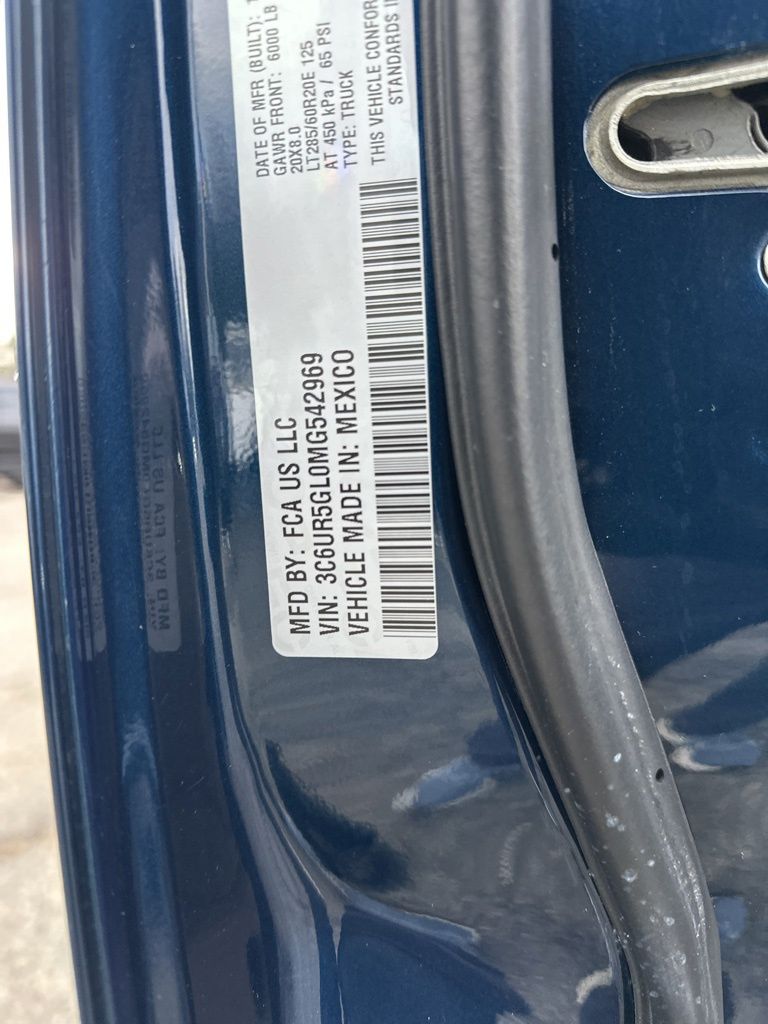 MFD BY: FCA US LLC
VIN: 3C6UR5GL0MG542969
VEHICLE MADE IN: MEXICO
DATE OF MFR (BUILT):
GAWR FRONT: 6000 LB
20X8.0
LT285/60R20E 125
AT 450 kPa / 65 PSI
TYPE: TRUCK
THIS VEHICLE CONFOR
STANDARDS